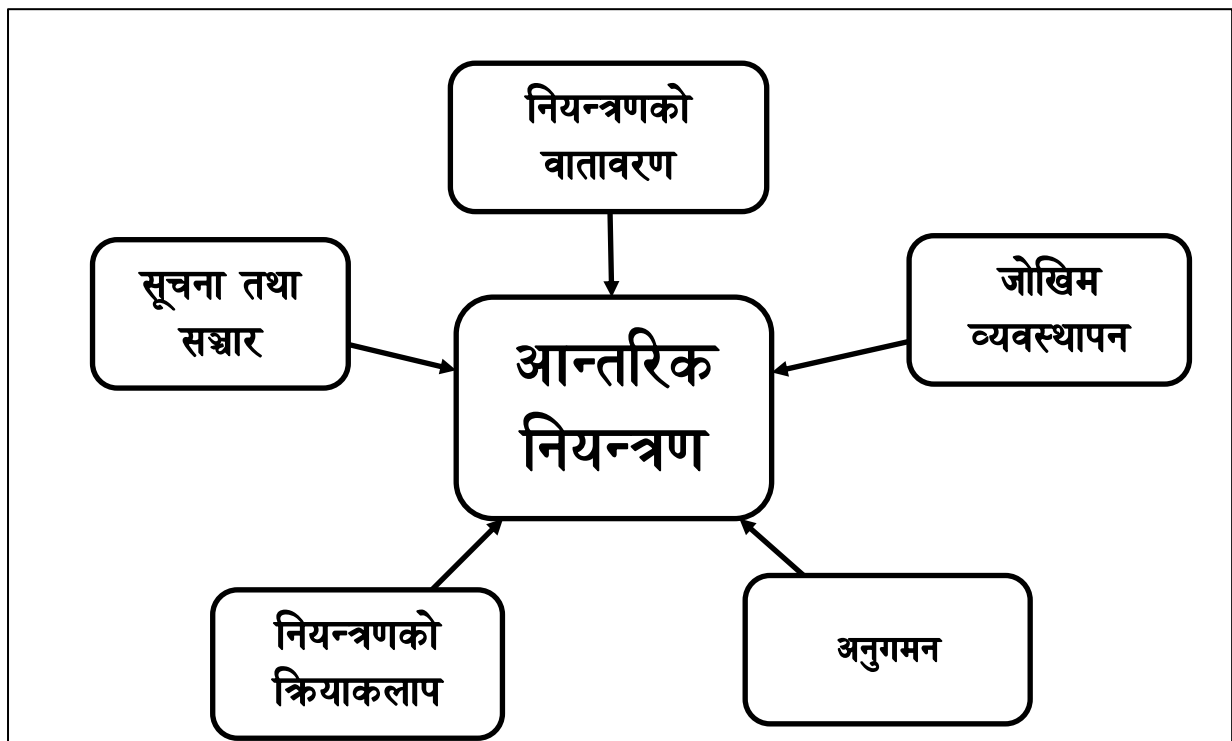 नियन्त्रणको
वातावरण
सूचना तथा
सञ्चार
जोखिम
व्यवस्थापन
आन्तरिक
नियन्त्रण
नियन्त्रणको
क्रियाकलाप
अनुगमन